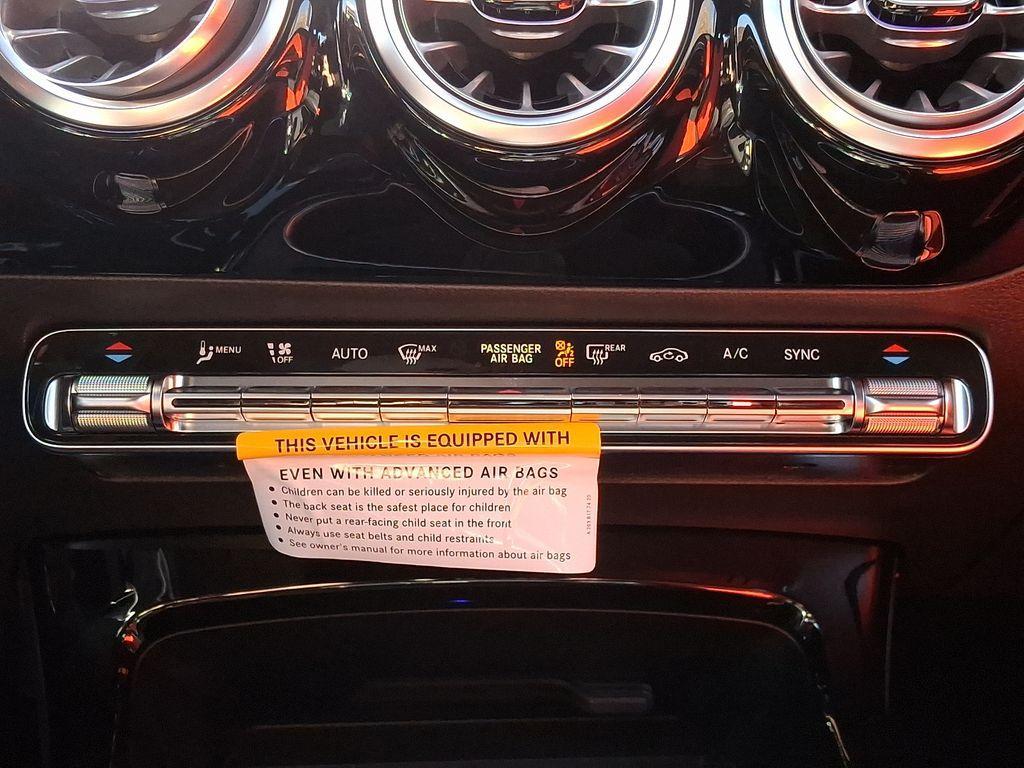 MENU OFF AUTO MAX PASSENGER AIR BAG OFF REAR A/C SYNC
THIS VEHICLE IS EQUIPPED WITH
EVEN WITH ADVANCED AIR BAGS
• Children can be killed or seriously injured by the air bag
• The back seat is the safest place for children
• Never put a rear-facing child seat in the front
• Always use seat belts and child restraints
• See owner's manual for more information about air bags